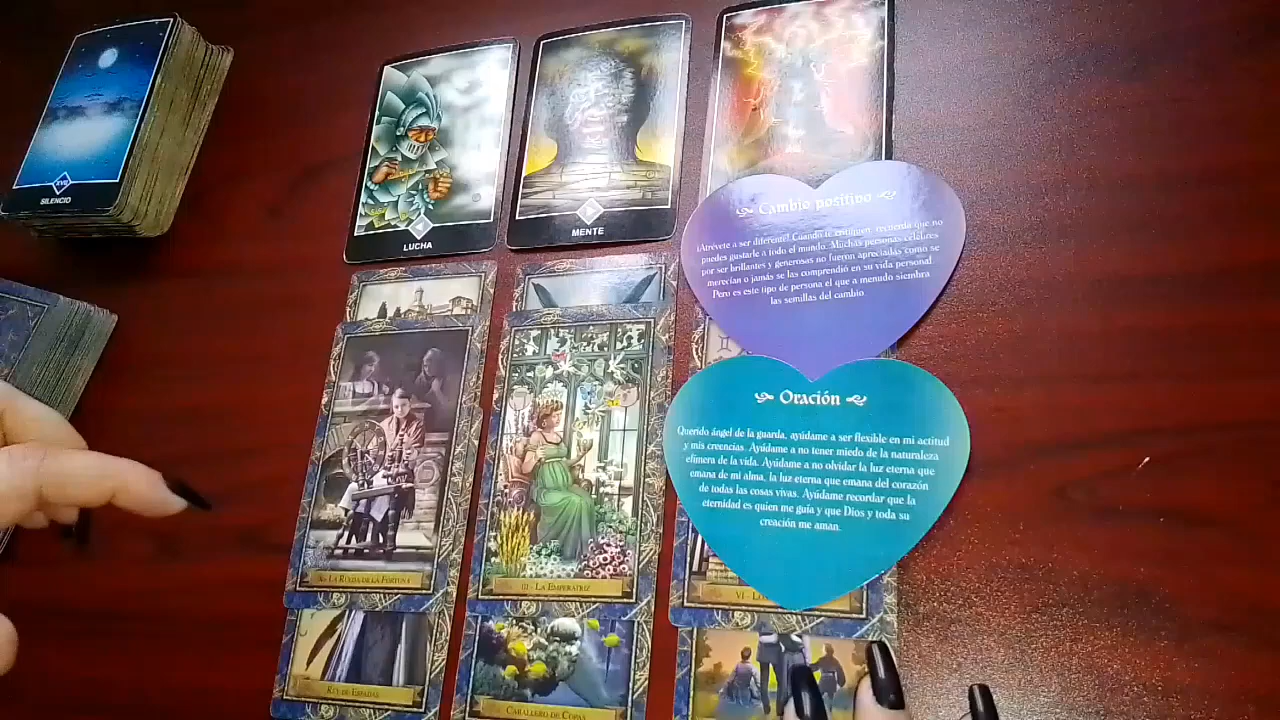 XVII
SILENCIO
LUCHA
MENTE
Cambio positivo
¡Atrévete a ser diferente! Cuando te critiquen, recuerda que no
puedes gustarle a todo el mundo. Muchas personas célebres
por ser brillantes y generosas no fueron apreciadas como se
merecían o jamás se las comprendió en su vida personal
Pero es este tipo de persona el que a menudo siembra
las semillas del cambio.
Oración
Querido ángel de la guarda, ayúdame a ser flexible en mi actitud
y mis creencias. Ayúdame a no tener miedo de la naturaleza
efímera de la vida. Ayúdame a no olvidar la luz eterna que
emana de mi alma, la luz eterna que emana del corazón
de todas las cosas vivas. Ayúdame recordar que la
eternidad es quien me guía y que Dios y toda su
creación me aman.
X - LA RUEDA DE LA FORTUNA
III - LA EMPERATRIZ
VI -
REY DE ESPADAS
CABALLERO DE COPAS